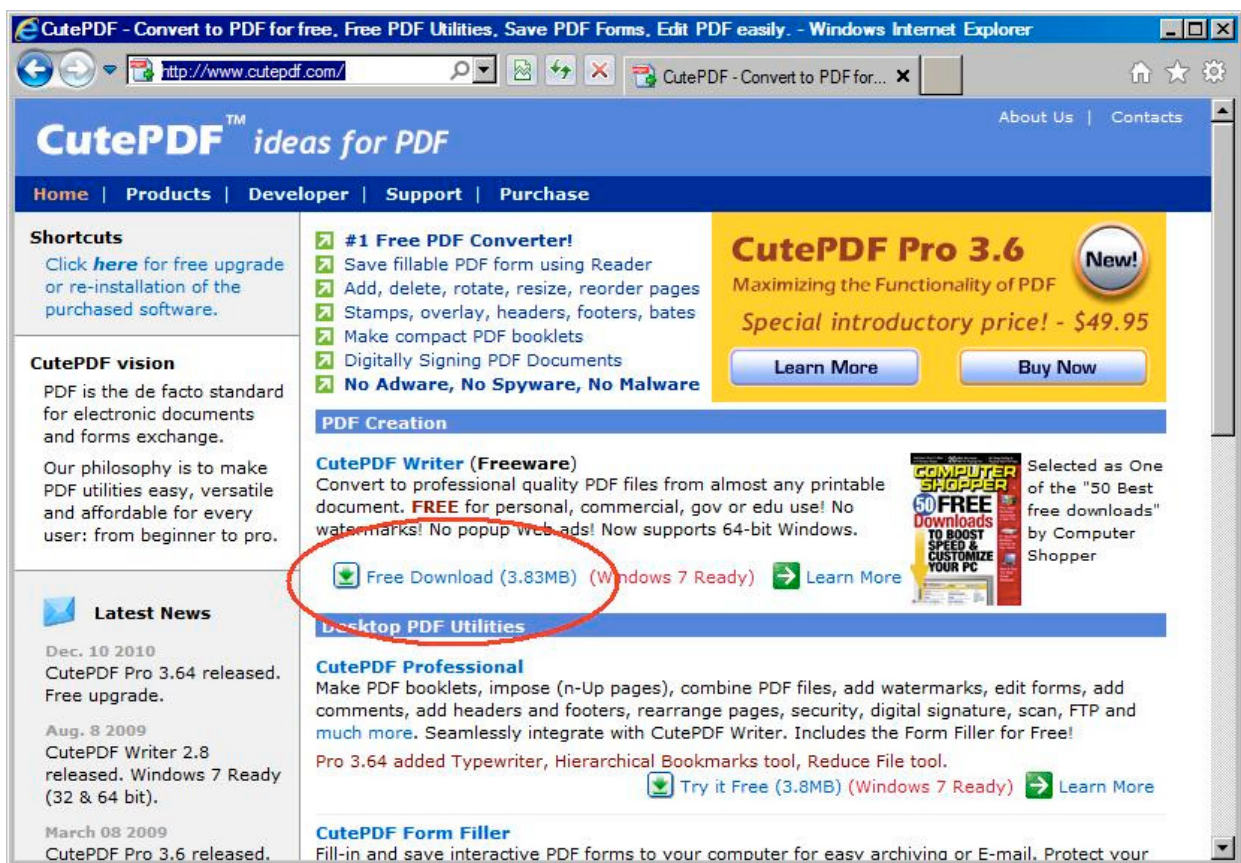 CutePDF - Convert to PDF for free, Free PDF Utilities, Save PDF Forms, Edit PDF easily. - Windows Internet Explorer
http://www.cutepdf.com/
CutePDF - Convert to PDF for...
CutePDF™ ideas for PDF
About Us | Contacts
Home | Products | Developer | Support | Purchase
Shortcuts
Click here for free upgrade
or re-installation of the
purchased software.
CutePDF vision
PDF is the de facto standard
for electronic documents
and forms exchange.
Our philosophy is to make
PDF utilities easy, versatile
and affordable for every
user: from beginner to pro.
Latest News
Dec. 10 2010
CutePDF Pro 3.64 released.
Free upgrade.
Aug. 8 2009
CutePDF Writer 2.8
released. Windows 7 Ready
(32 & 64 bit).
March 08 2009
CutePDF Pro 3.6 released.
#1 Free PDF Converter!
Save fillable PDF form using Reader
Add, delete, rotate, resize, reorder pages
Stamps, overlay, headers, footers, bates
Make compact PDF booklets
Digitally Signing PDF Documents
No Adware, No Spyware, No Malware
CutePDF Pro 3.6
New!
Maximizing the Functionality of PDF
Special introductory price! - $49.95
Learn More
Buy Now
PDF Creation
CutePDF Writer (Freeware)
Convert to professional quality PDF files from almost any printable
document. FREE for personal, commercial, gov or edu use! No
watermarks! No popup Web ads! Now supports 64-bit Windows.
Free Download (3.83MB) (Windows 7 Ready) Learn More
COMPUTER
SHOPPER
50 FREE
Downloads
TO BOOST
SPEED &
CUSTOMIZE
YOUR PC
Selected as One
of the "50 Best
free downloads"
by Computer
Shopper
Desktop PDF Utilities
CutePDF Professional
Make PDF booklets, impose (n-Up pages), combine PDF files, add watermarks, edit forms, add
comments, add headers and footers, rearrange pages, security, digital signature, scan, FTP and
much more. Seamlessly integrate with CutePDF Writer. Includes the Form Filler for Free!
Pro 3.64 added Typewriter, Hierarchical Bookmarks tool, Reduce File tool.
Try it Free (3.8MB) (Windows 7 Ready) Learn More
CutePDF Form Filler
Fill-in and save interactive PDF forms to your computer for easy archiving or E-mail. Protect your